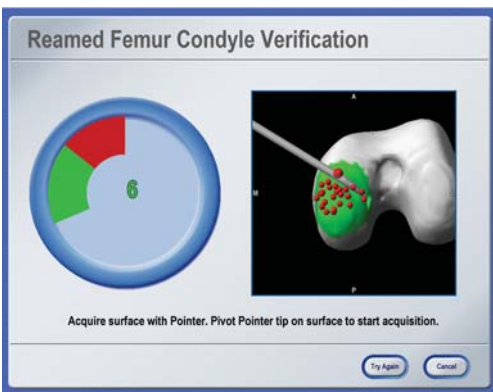 Reamed Femur Condyle Verification
A
6
M
P
Acquire surface with Pointer. Pivot Pointer tip on surface to start acquisition.
Try Again
Cancel